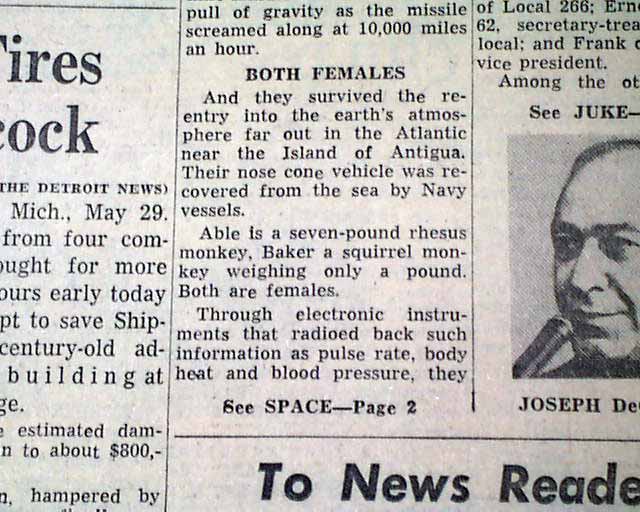 ires
cock
THE DETROIT NEWS)
Mich., May 29.
from four com-
ought for more
ours early today
pt to save Ship-
century-old ad-
building at
ge.
e estimated dam-
n to about $800,-
n, hampered by
pull of gravity as the missile
screamed along at 10,000 miles
an hour.
BOTH FEMALES
And they survived the re-
entry into the earth's atmos-
phere far out in the Atlantic
near the Island of Antigua.
Their nose cone vehicle was re-
covered from the sea by Navy
vessels.
Able is a seven-pound rhesus
monkey, Baker a squirrel mon-
key weighing only a pound.
Both are females.
Through electronic instru-
ments that radioed back such
information as pulse rate, body
heat and blood pressure, they
See SPACE—Page 2
of Local 266; Erne
62, secretary-trea
local; and Frank
vice president.
Among the ot
See JUKE—
JOSEPH De
To News Reade